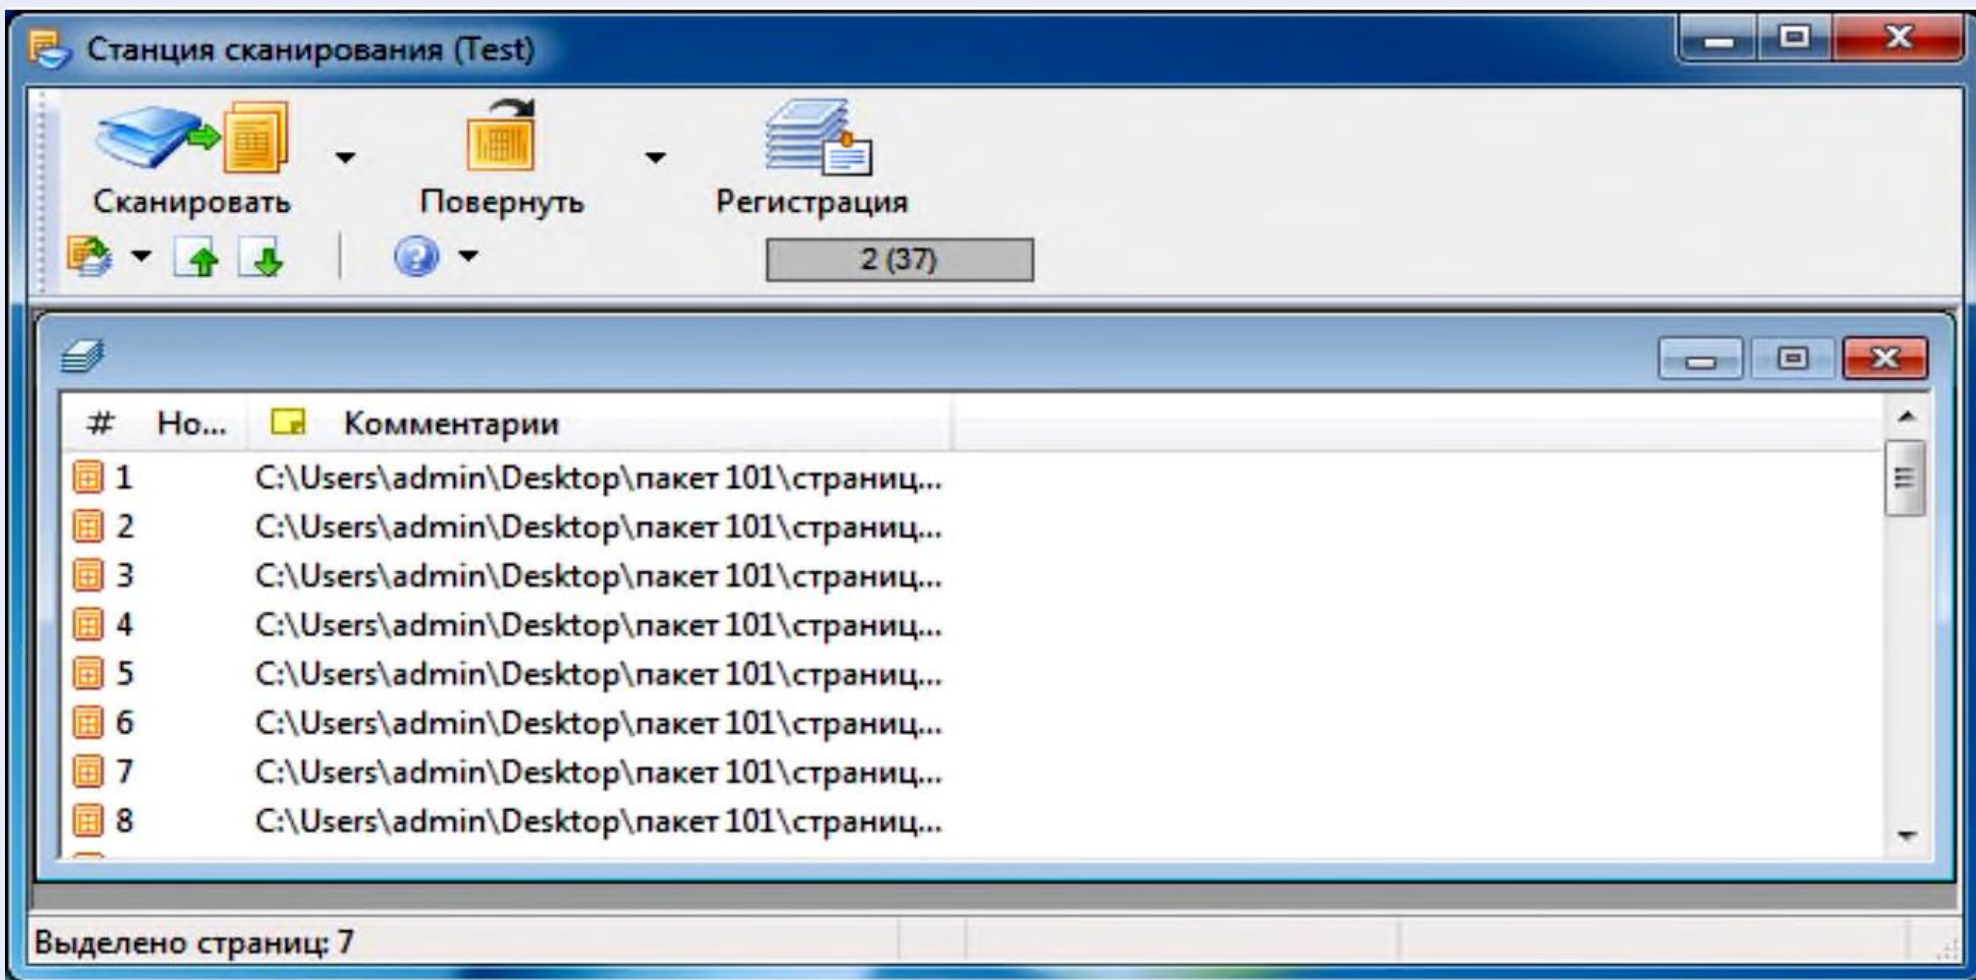 Станция сканирования (Test)
Сканировать Повернуть Регистрация
2 (37)
# Но... Комментарии
1 C:\Users\admin\Desktop\пакет 101\страниц...
2 C:\Users\admin\Desktop\пакет 101\страниц...
3 C:\Users\admin\Desktop\пакет 101\страниц...
4 C:\Users\admin\Desktop\пакет 101\страниц...
5 C:\Users\admin\Desktop\пакет 101\страниц...
6 C:\Users\admin\Desktop\пакет 101\страниц...
7 C:\Users\admin\Desktop\пакет 101\страниц...
8 C:\Users\admin\Desktop\пакет 101\страниц...
Выделено страниц: 7